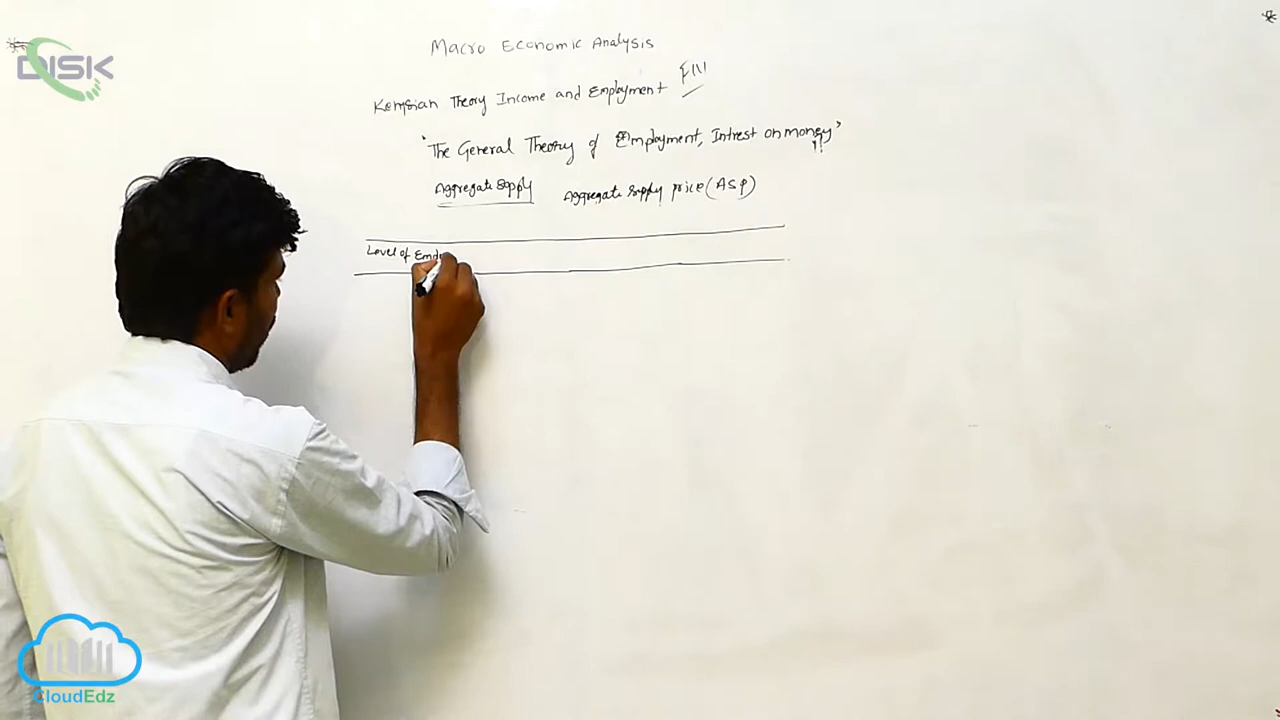 DISK
Macro Economic Analysis
Kenysian Theory Income and Employment
"The General Theory of Employment, Intrest on money"
Aggregate Supply Aggregate supply price (ASP)
Level of Emp
CloudEdz